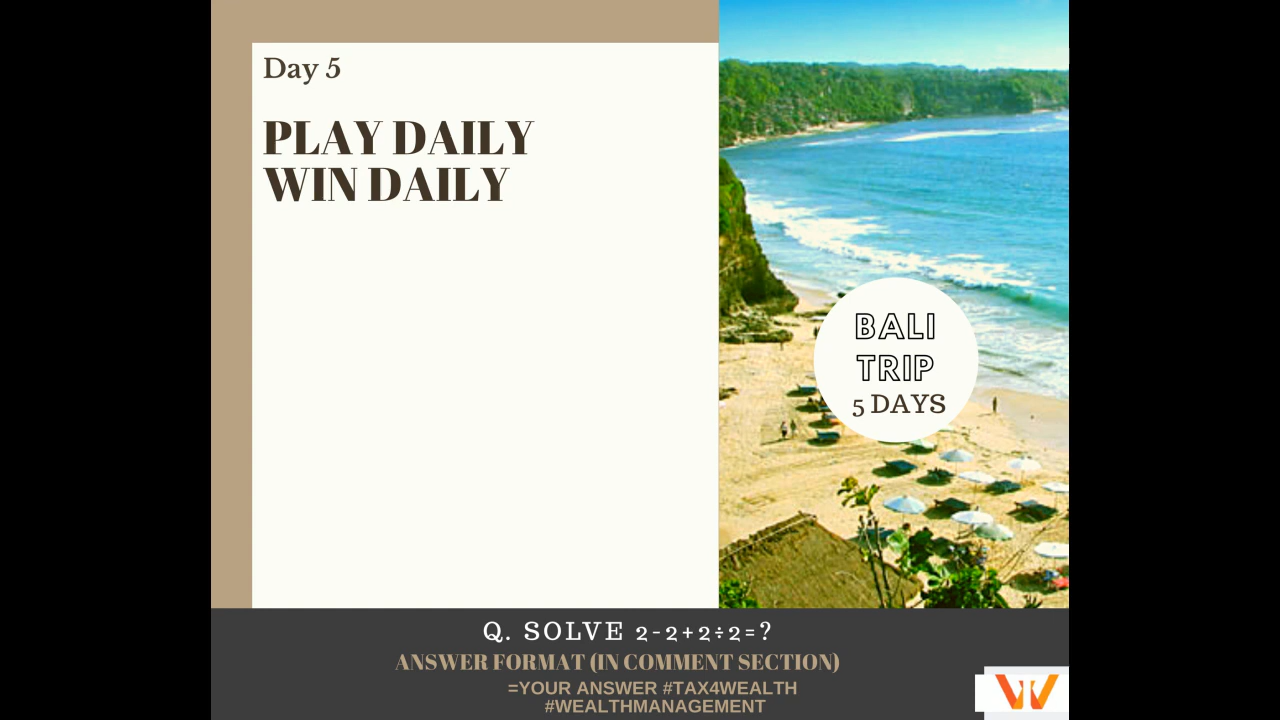 Day 5
PLAY DAILY
WIN DAILY
BALI
TRIP
5 DAYS
Q. SOLVE 2-2+2÷2=?
ANSWER FORMAT (IN COMMENT SECTION)
=YOUR ANSWER #TAX4WEALTH
#WEALTHMANAGEMENT